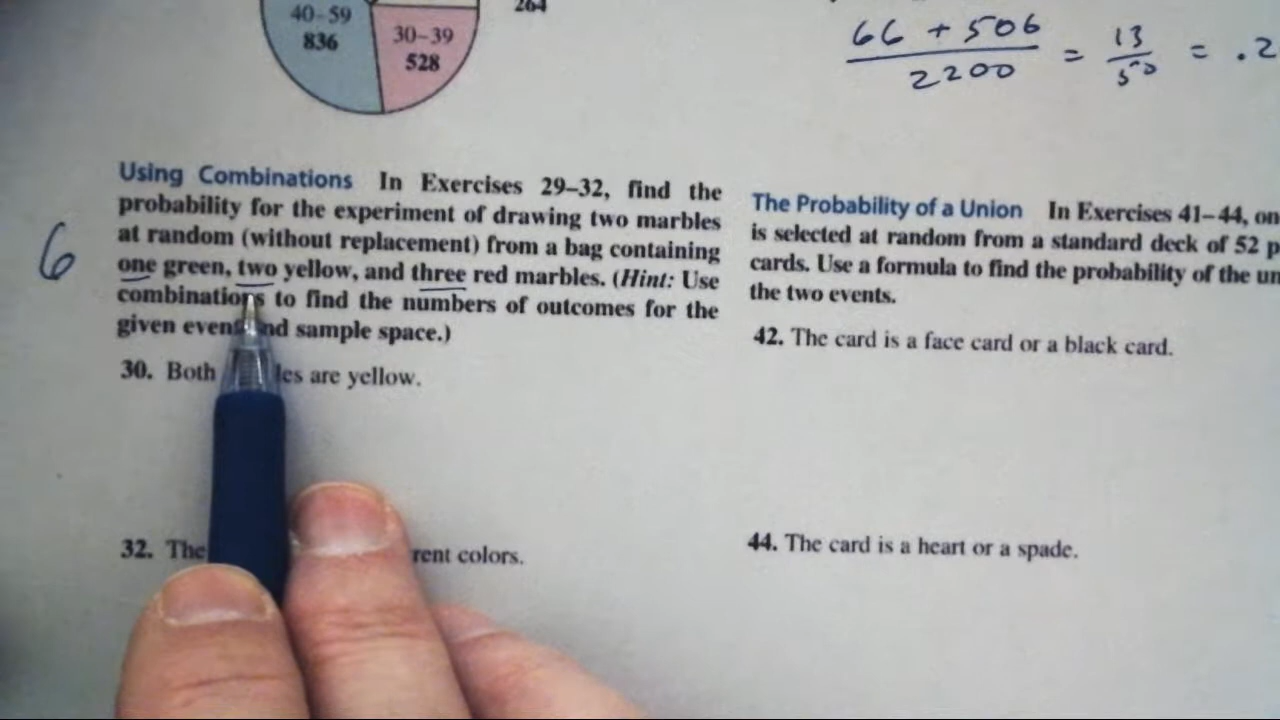 264
40–59
836
30–39
528
66 + 506
2200
= 13
50
= .2
6
Using Combinations In Exercises 29–32, find the
probability for the experiment of drawing two marbles
at random (without replacement) from a bag containing
one green, two yellow, and three red marbles. (Hint: Use
combinations to find the numbers of outcomes for the
given event and sample space.)
30. Both are yellow.
32. The colors.
The Probability of a Union In Exercises 41–44, on
is selected at random from a standard deck of 52 p
cards. Use a formula to find the probability of the un
the two events.
42. The card is a face card or a black card.
44. The card is a heart or a spade.